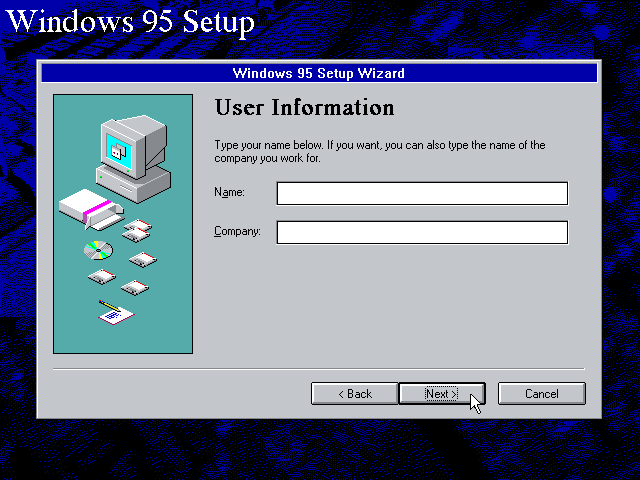 Windows 95 Setup
Windows 95 Setup Wizard
User Information
Type your name below. If you want, you can also type the name of the
company you work for.
Name:
Company:
< Back
Next >
Cancel